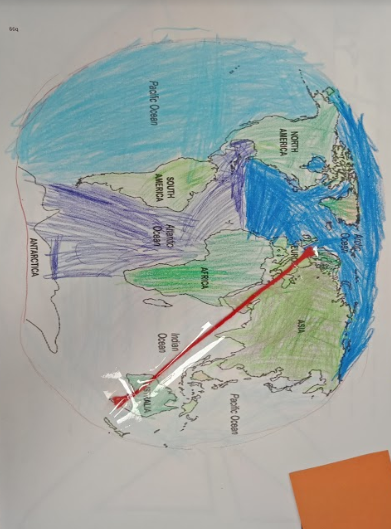 Pacific Ocean
NORTH
AMERICA
SOUTH
AMERICA
Atlantic
Ocean
ANTARCTICA
AFRICA
ASIA
Indian
Ocean
Pacific Ocean